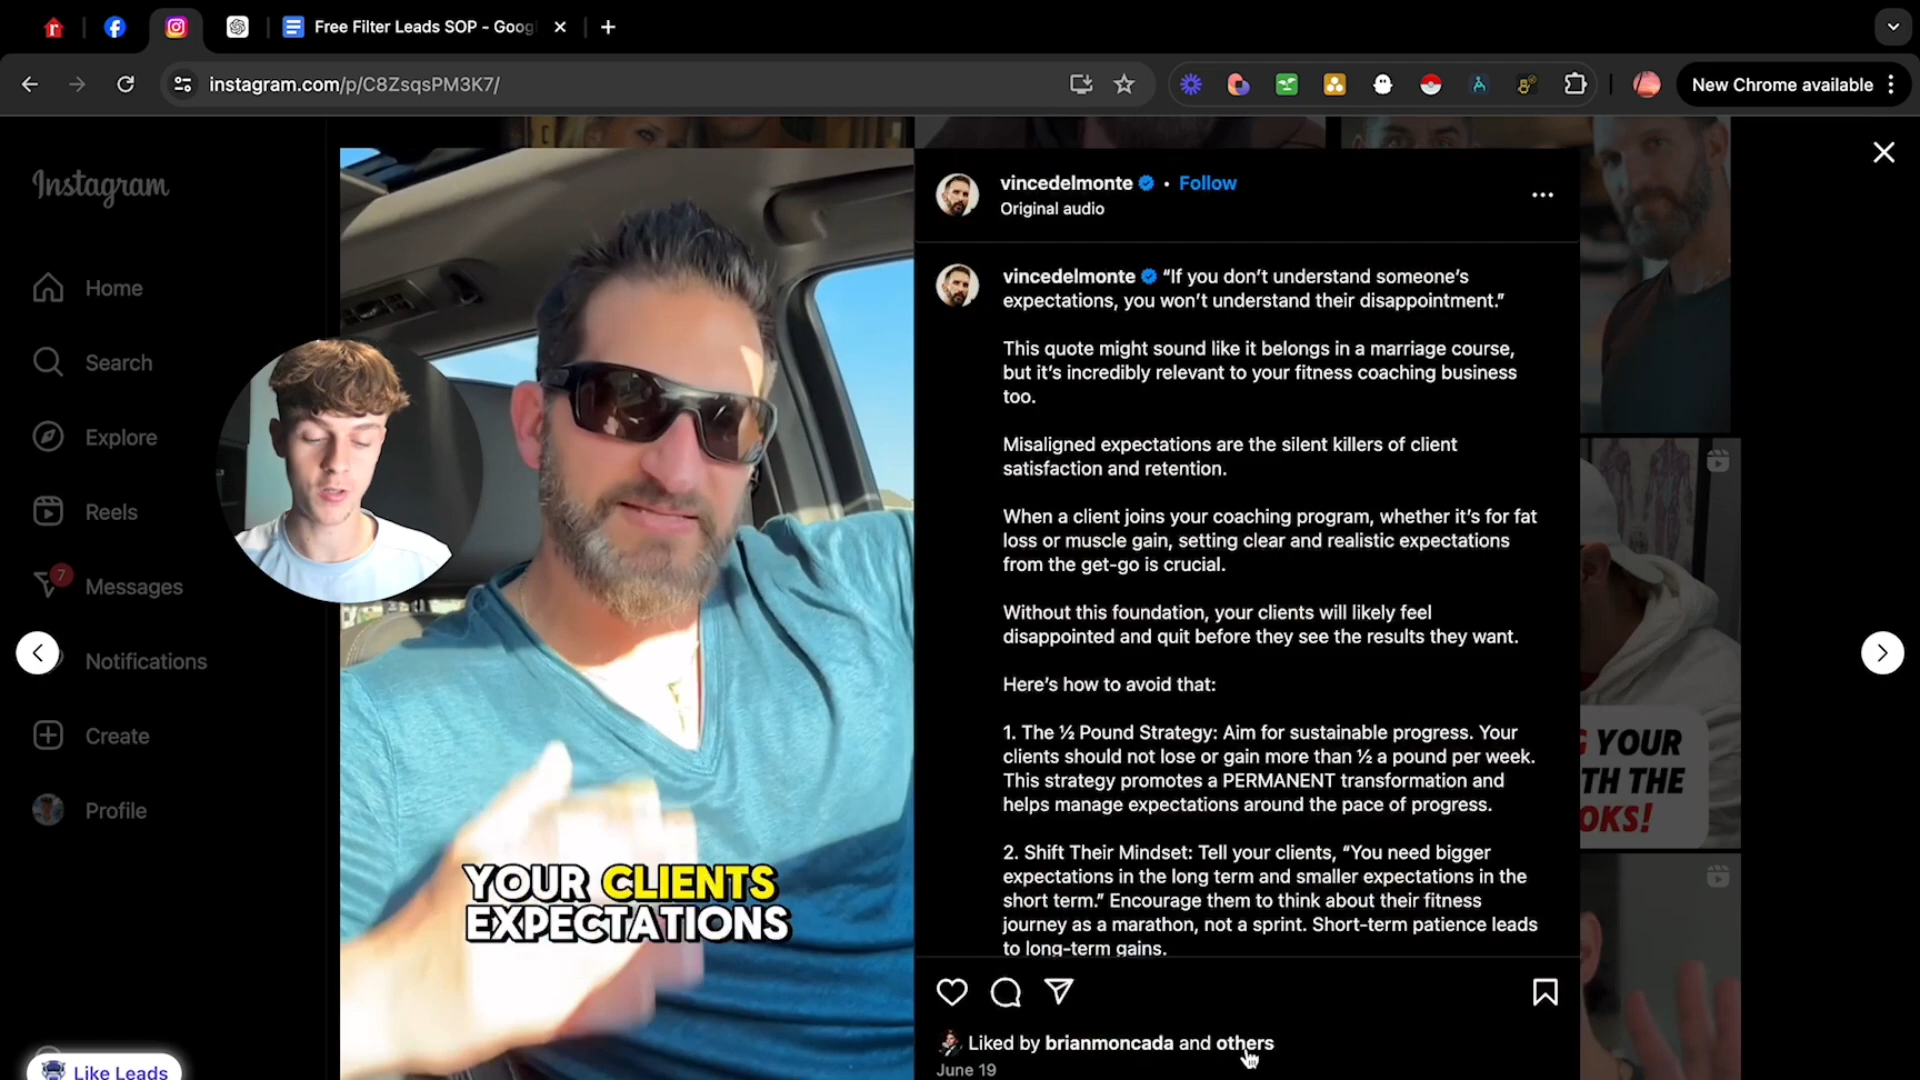 Free Filter Leads SOP - Goog
instagram.com/p/C8ZsqsPM3K7/
New Chrome available
Instagram
Home
Search
Explore
Reels
7
Messages
Notifications
Create
Profile
Like Leads
YOUR CLIENTS
EXPECTATIONS
vincedelmonte • Follow
Original audio
vincedelmonte “If you don’t understand someone’s
expectations, you won’t understand their disappointment.”
This quote might sound like it belongs in a marriage course,
but it’s incredibly relevant to your fitness coaching business
too.
Misaligned expectations are the silent killers of client
satisfaction and retention.
When a client joins your coaching program, whether it’s for fat
loss or muscle gain, setting clear and realistic expectations
from the get-go is crucial.
Without this foundation, your clients will likely feel
disappointed and quit before they see the results they want.
Here’s how to avoid that:
1. The ½ Pound Strategy: Aim for sustainable progress. Your
clients should not lose or gain more than ½ a pound per week.
This strategy promotes a PERMANENT transformation and
helps manage expectations around the pace of progress.
2. Shift Their Mindset: Tell your clients, “You need bigger
expectations in the long term and smaller expectations in the
short term.” Encourage them to think about their fitness
journey as a marathon, not a sprint. Short-term patience leads
to long-term gains.
Liked by brianmoncada and others
June 19
YOUR
TH THE
OKS!